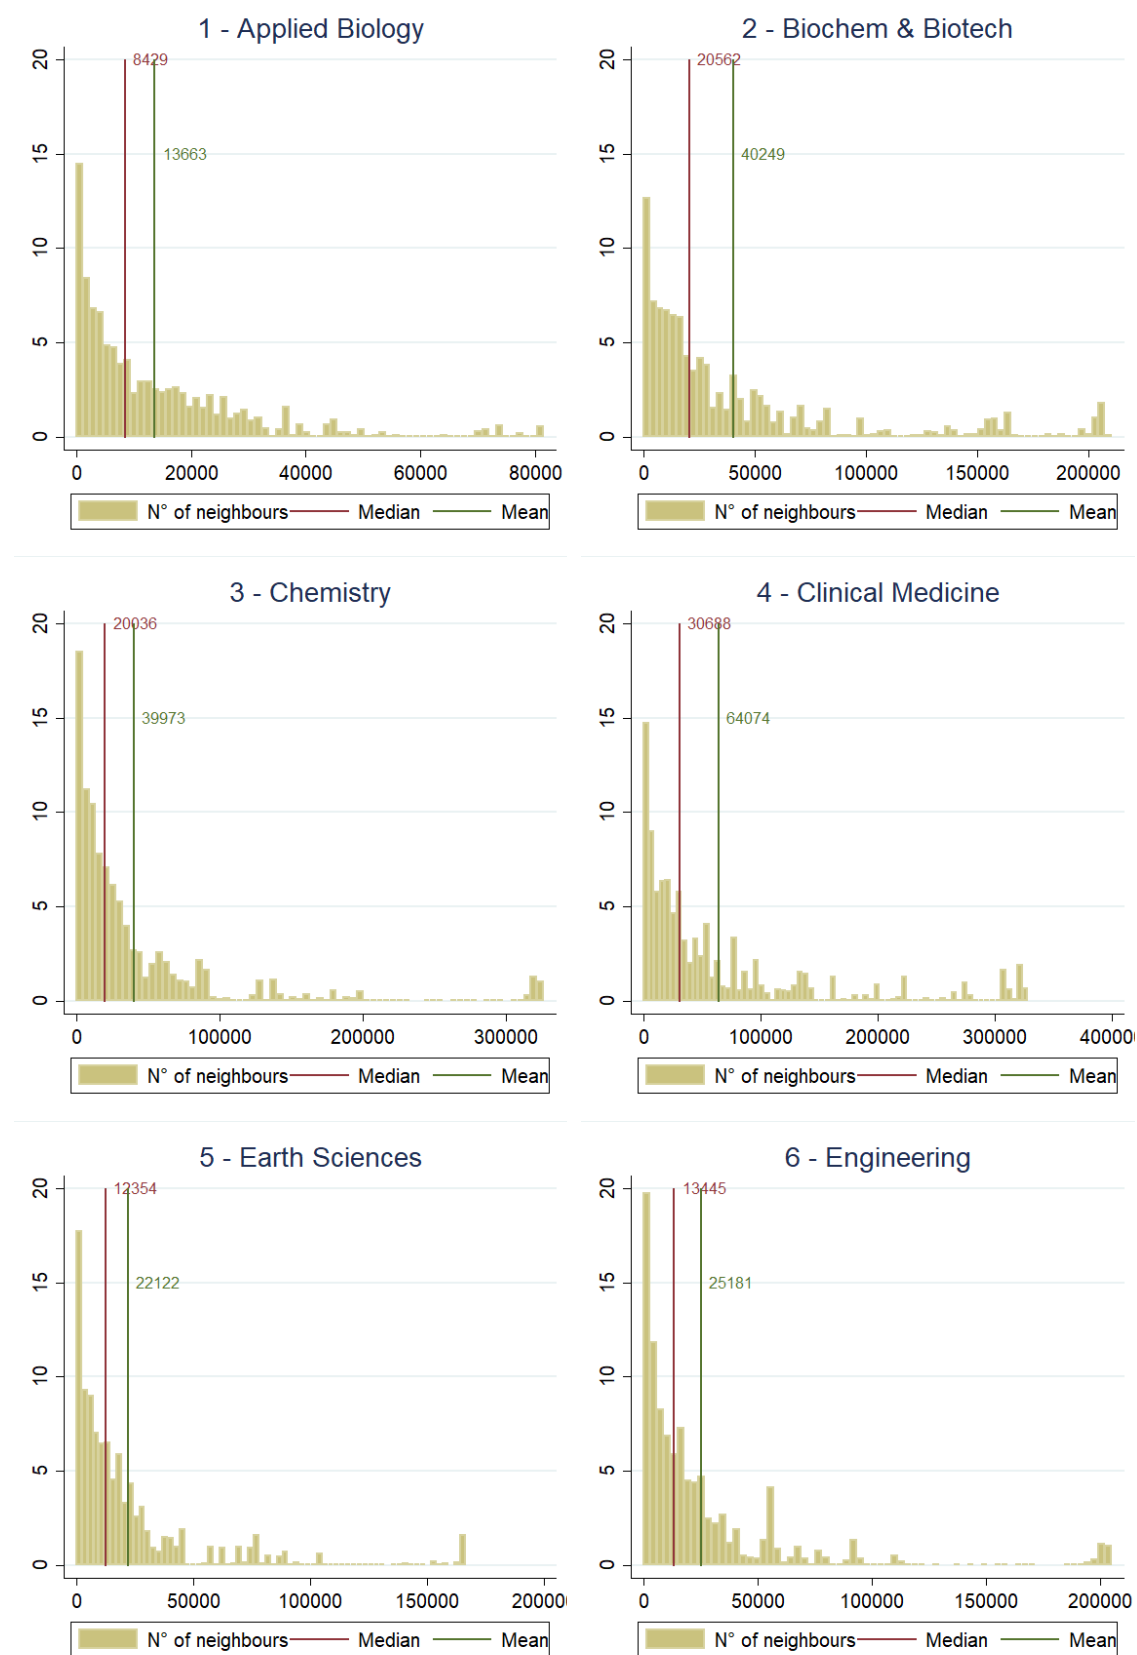 1 - Applied Biology
20
8429
15
13663
10
5
0
0 20000 40000 60000 80000
N° of neighbours Median Mean
2 - Biochem & Biotech
20
20562
15
40249
10
5
0
0 50000 100000 150000 200000
N° of neighbours Median Mean
3 - Chemistry
20
20036
15
39973
10
5
0
0 100000 200000 300000
N° of neighbours Median Mean
4 - Clinical Medicine
20
30688
15
64074
10
5
0
0 100000 200000 300000 40000
N° of neighbours Median Mean
5 - Earth Sciences
20
12354
15
22122
10
5
0
0 50000 100000 150000 20000
N° of neighbours Median Mean
6 - Engineering
20
13445
15
25181
10
5
0
0 50000 100000 150000 200000
N° of neighbours Median Mean